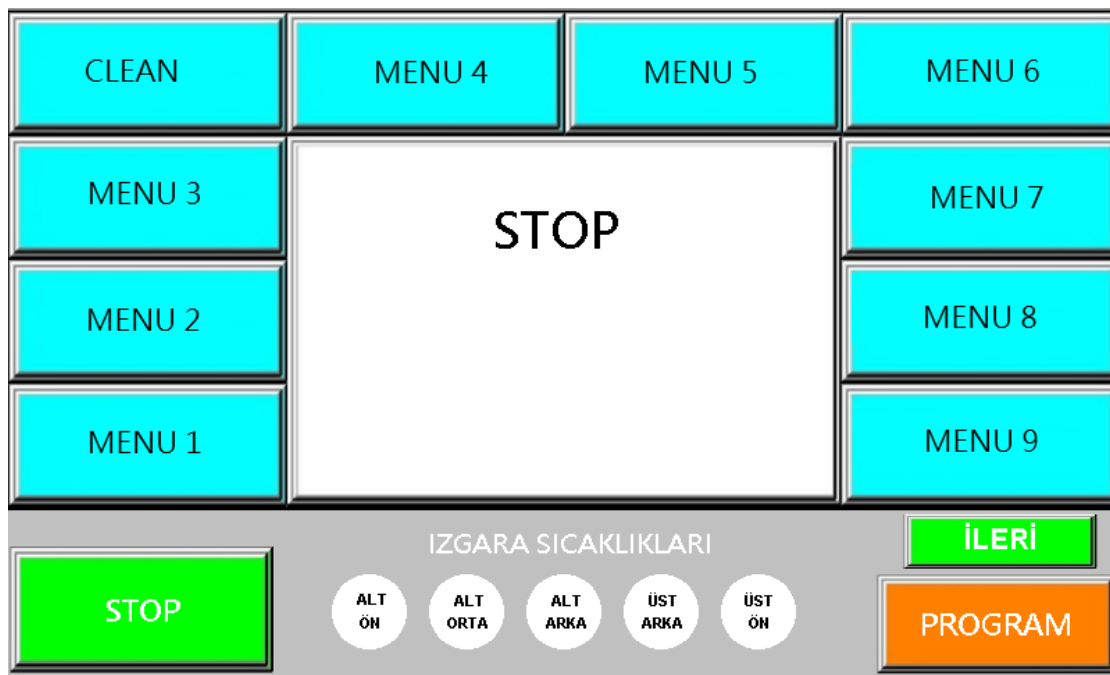 CLEAN
MENU 4
MENU 5
MENU 6
MENU 3
STOP
MENU 7
MENU 2
MENU 8
MENU 1
MENU 9
IZGARA SICAKLIKLARI
İLERİ
STOP
ALT
ÖN
ALT
ORTA
ALT
ARKA
ÜST
ARKA
ÜST
ÖN
PROGRAM